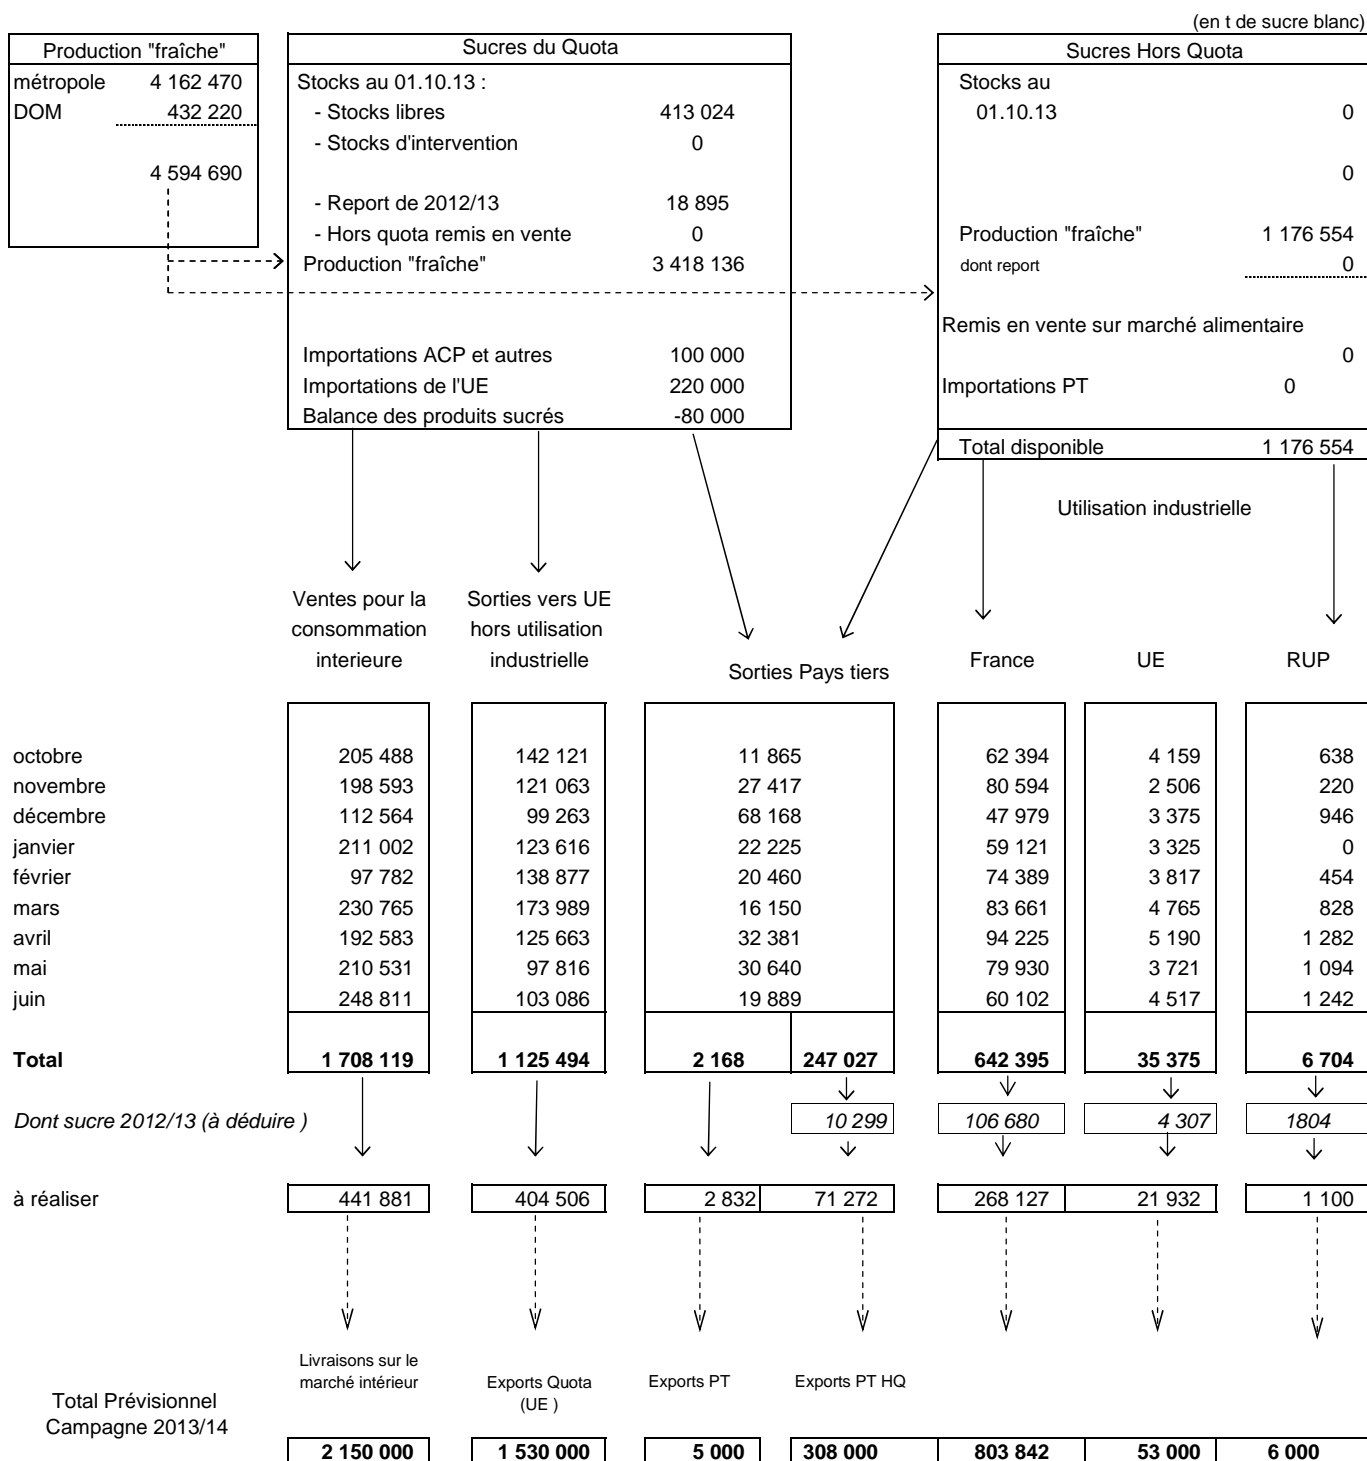 (en t de sucre blanc)
Production "fraîche"
métropole 4 162 470
DOM 432 220
4 594 690
Sucres du Quota
Stocks au 01.10.13 :
- Stocks libres 413 024
- Stocks d'intervention 0
- Report de 2012/13 18 895
- Hors quota remis en vente 0
Production "fraîche" 3 418 136
Importations ACP et autres 100 000
Importations de l'UE 220 000
Balance des produits sucrés -80 000
Sucres Hors Quota
Stocks au
01.10.13 0
0
Production "fraîche" 1 176 554
dont report 0
Remis en vente sur marché alimentaire
0
Importations PT 0
Total disponible 1 176 554
Utilisation industrielle
Ventes pour la
consommation
interieure
Sorties vers UE
hors utilisation
industrielle
Sorties Pays tiers
France UE RUP
octobre 205 488 142 121 11 865 62 394 4 159 638
novembre 198 593 121 063 27 417 80 594 2 506 220
décembre 112 564 99 263 68 168 47 979 3 375 946
janvier 211 002 123 616 22 225 59 121 3 325 0
février 97 782 138 877 20 460 74 389 3 817 454
mars 230 765 173 989 16 150 83 661 4 765 828
avril 192 583 125 663 32 381 94 225 5 190 1 282
mai 210 531 97 816 30 640 79 930 3 721 1 094
juin 248 811 103 086 19 889 60 102 4 517 1 242
Total 1 708 119 1 125 494 2 168 247 027 642 395 35 375 6 704
Dont sucre 2012/13 (à déduire ) 10 299 106 680 4 307 1804
à réaliser 441 881 404 506 2 832 71 272 268 127 21 932 1 100
Livraisons sur le
marché intérieur
Exports Quota
(UE )
Exports PT
Exports PT HQ
Total Prévisionnel
Campagne 2013/14
2 150 000 1 530 000 5 000 308 000 803 842 53 000 6 000